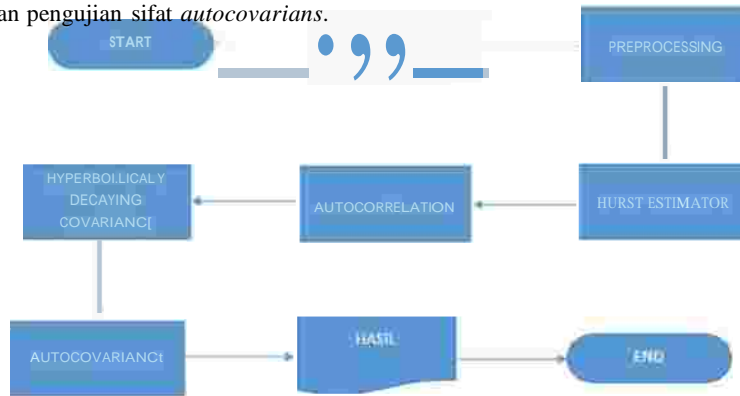 an pengujian sifat autocovarians.
START
PREPROCESSING
HYPERBOLLICALY
DECAYING
COVARIANC[
AUTOCORRELATION
HURST ESTIMATOR
AUTOCOVARIANCt
HASIL
END